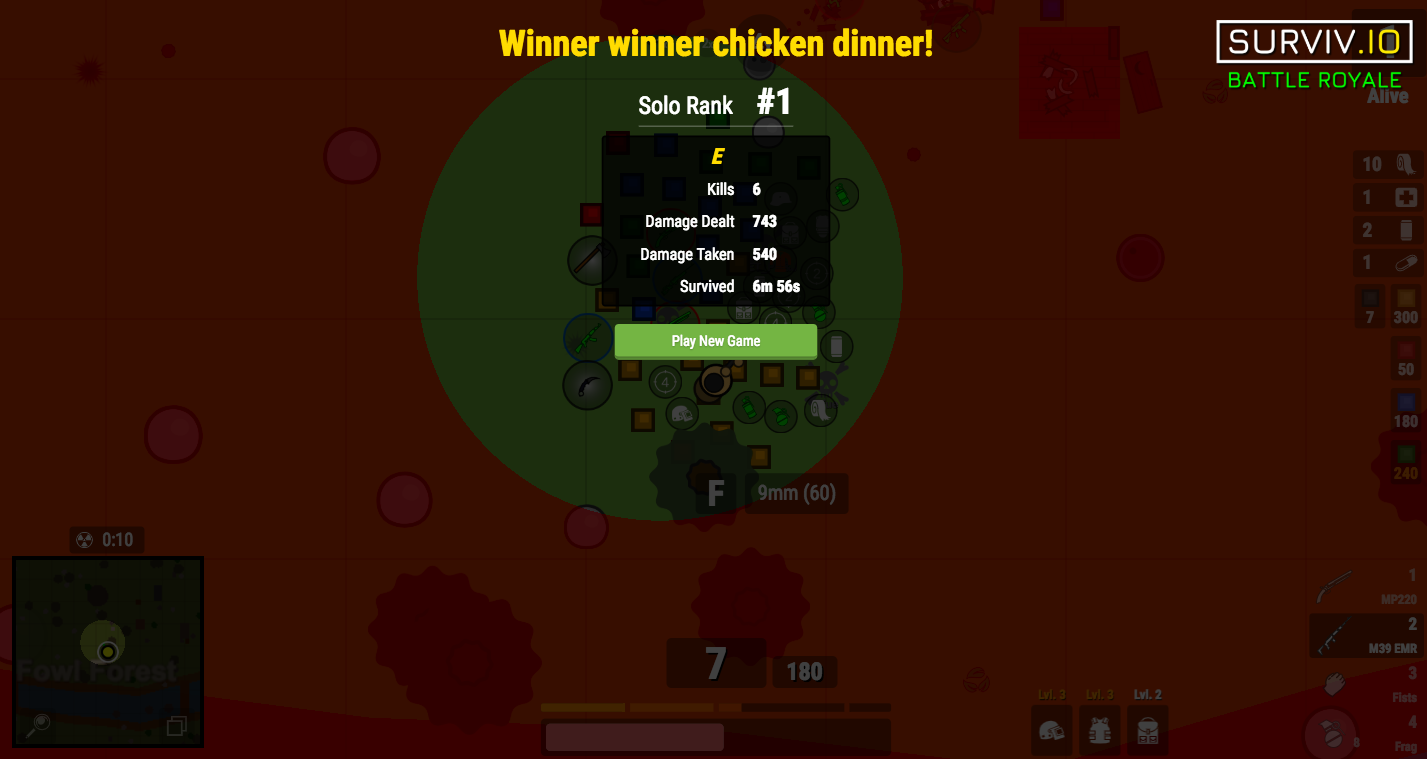 Winner winner chicken dinner!
SURVIV.IO
BATTLE ROYALE
Solo Rank #1
Alive
E
Kills 6
Damage Dealt 743
Damage Taken 540
Survived 6m 56s
Play New Game
10
1
2
1
7 300
50
180
240
4
F 9mm (60)
0:10
Fowl Forest
7 180
Lvl. 3 Lvl. 3 Lvl. 2
1
MP220
2
M39 EMR
3
Fists
4
8
Frag